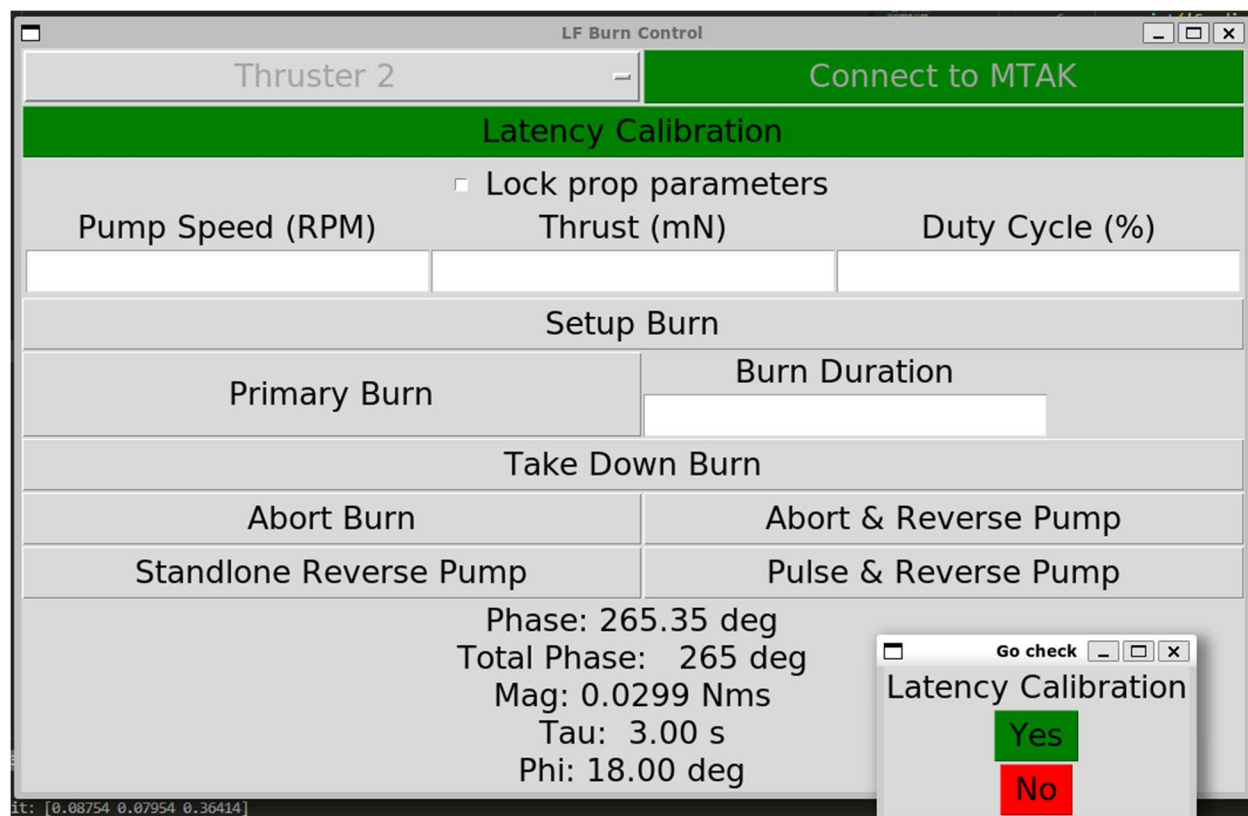 LF Burn Control
Thruster 2
Connect to MTAK
Latency Calibration
Lock prop parameters
Pump Speed (RPM)
Thrust (mN)
Duty Cycle (%)
Setup Burn
Primary Burn
Burn Duration
Take Down Burn
Abort Burn
Abort & Reverse Pump
Standlone Reverse Pump
Pulse & Reverse Pump
Phase: 265.35 deg
Total Phase: 265 deg
Mag: 0.0299 Nms
Tau: 3.00 s
Phi: 18.00 deg
Go check
Latency Calibration
Yes
No
it: [0.08754 0.07954 0.36414]